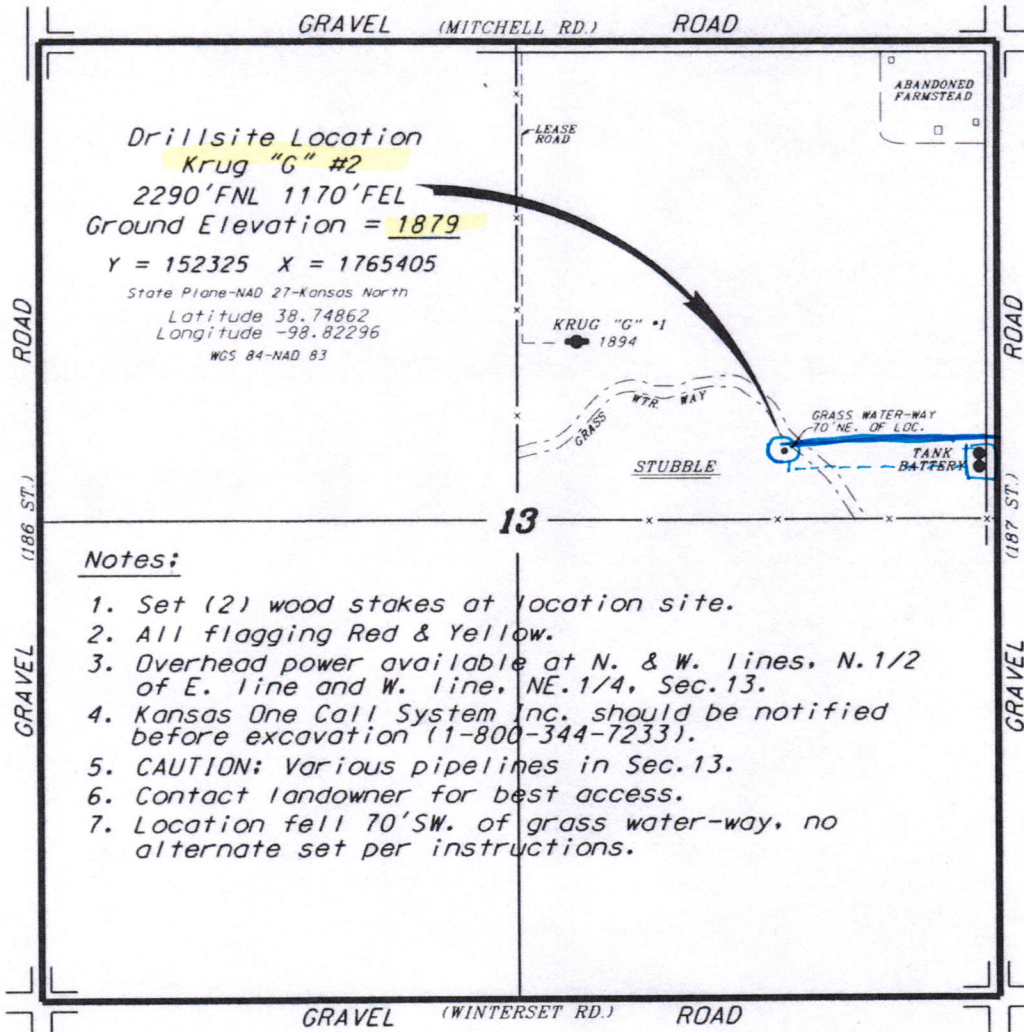 GRAVEL (MITCHELL RD.) ROAD
ABANDONED
FARMSTEAD
LEASE
ROAD
Drillsite Location
Krug "G" #2
2290'FNL 1170'FEL
Ground Elevation = 1879
Y = 152325 X = 1765405
State Plane-NAD 27-Kansas North
Latitude 38.74862
Longitude -98.82296
WGS 84-NAD 83
KRUG "G" #1
1894
GRASS WTR. WAY
GRASS WATER-WAY
70'NE. OF LOC.
STUBBLE
TANK
BATTERY
13
GRAVEL (186 ST.) ROAD
GRAVEL (187 ST.) ROAD
Notes:
1. Set (2) wood stakes at location site.
2. All flagging Red & Yellow.
3. Overhead power available at N. & W. lines, N.1/2
of E. line and W. line, NE.1/4, Sec.13.
4. Kansas One Call System Inc. should be notified
before excavation (1-800-344-7233).
5. CAUTION: Various pipelines in Sec.13.
6. Contact landowner for best access.
7. Location fell 70'SW. of grass water-way, no
alternate set per instructions.
GRAVEL (WINTERSET RD.) ROAD